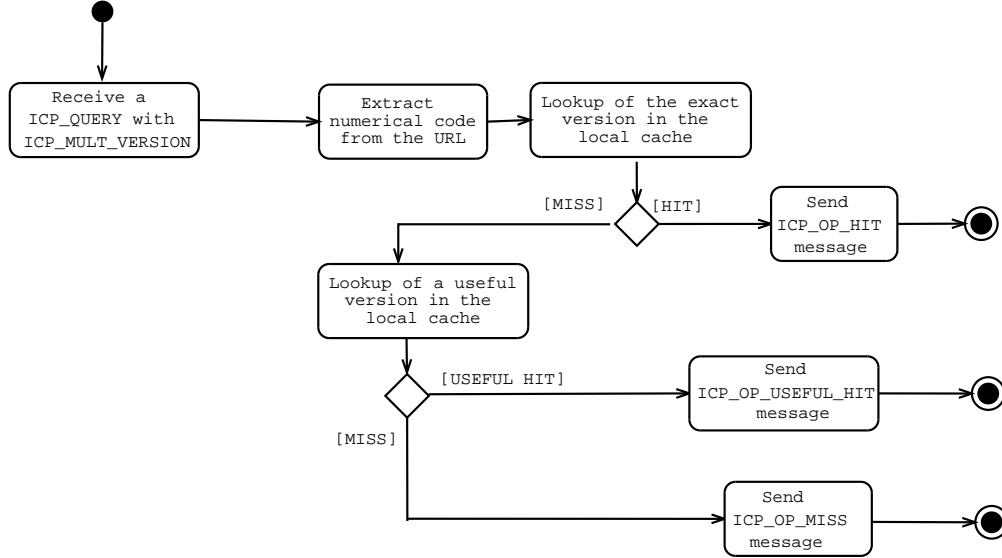 Receive a
ICP_QUERY with
ICP_MULT_VERSION
Extract
numerical code
from the URL
Lookup of the exact
version in the
local cache
[MISS]
[HIT]
Send
ICP_OP_HIT
message
Lookup of a useful
version in the
local cache
[USEFUL HIT]
Send
ICP_OP_USEFUL_HIT
message
[MISS]
Send
ICP_OP_MISS
message